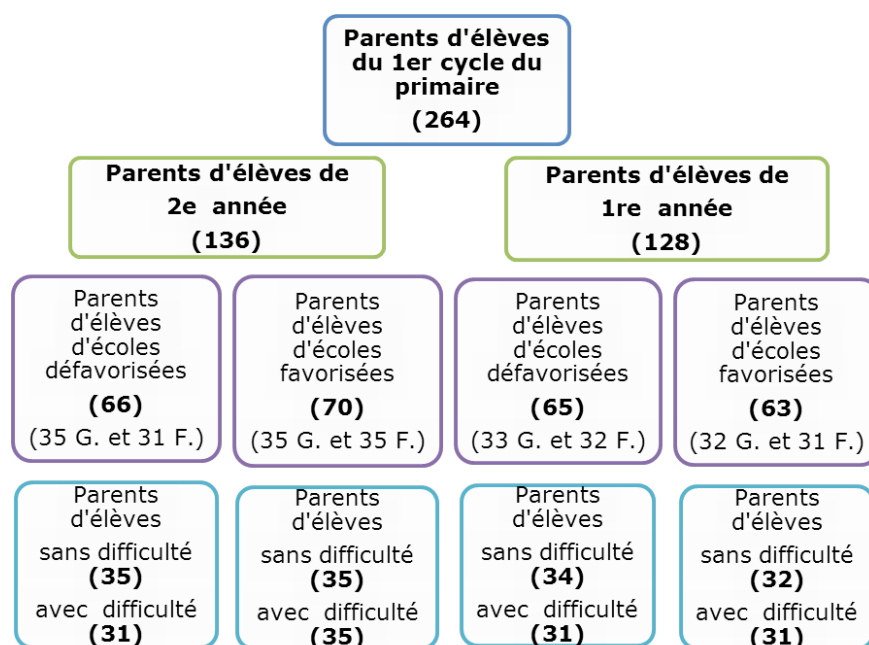 Parents d'élèves
du 1er cycle du
primaire
(264)
Parents d'élèves de
2e année
(136)
Parents d'élèves de
1re année
(128)
Parents
d'élèves
d'écoles
défavorisées
(66)
(35 G. et 31 F.)
Parents
d'élèves
d'écoles
favorisées
(70)
(35 G. et 35 F.)
Parents
d'élèves
d'écoles
défavorisées
(65)
(33 G. et 32 F.)
Parents
d'élèves
d'écoles
favorisées
(63)
(32 G. et 31 F.)
Parents
d'élèves
sans difficulté
(35)
avec difficulté
(31)
Parents
d'élèves
sans difficulté
(35)
avec difficulté
(35)
Parents
d'élèves
sans difficulté
(34)
avec difficulté
(31)
Parents
d'élèves
sans difficulté
(32)
avec difficulté
(31)